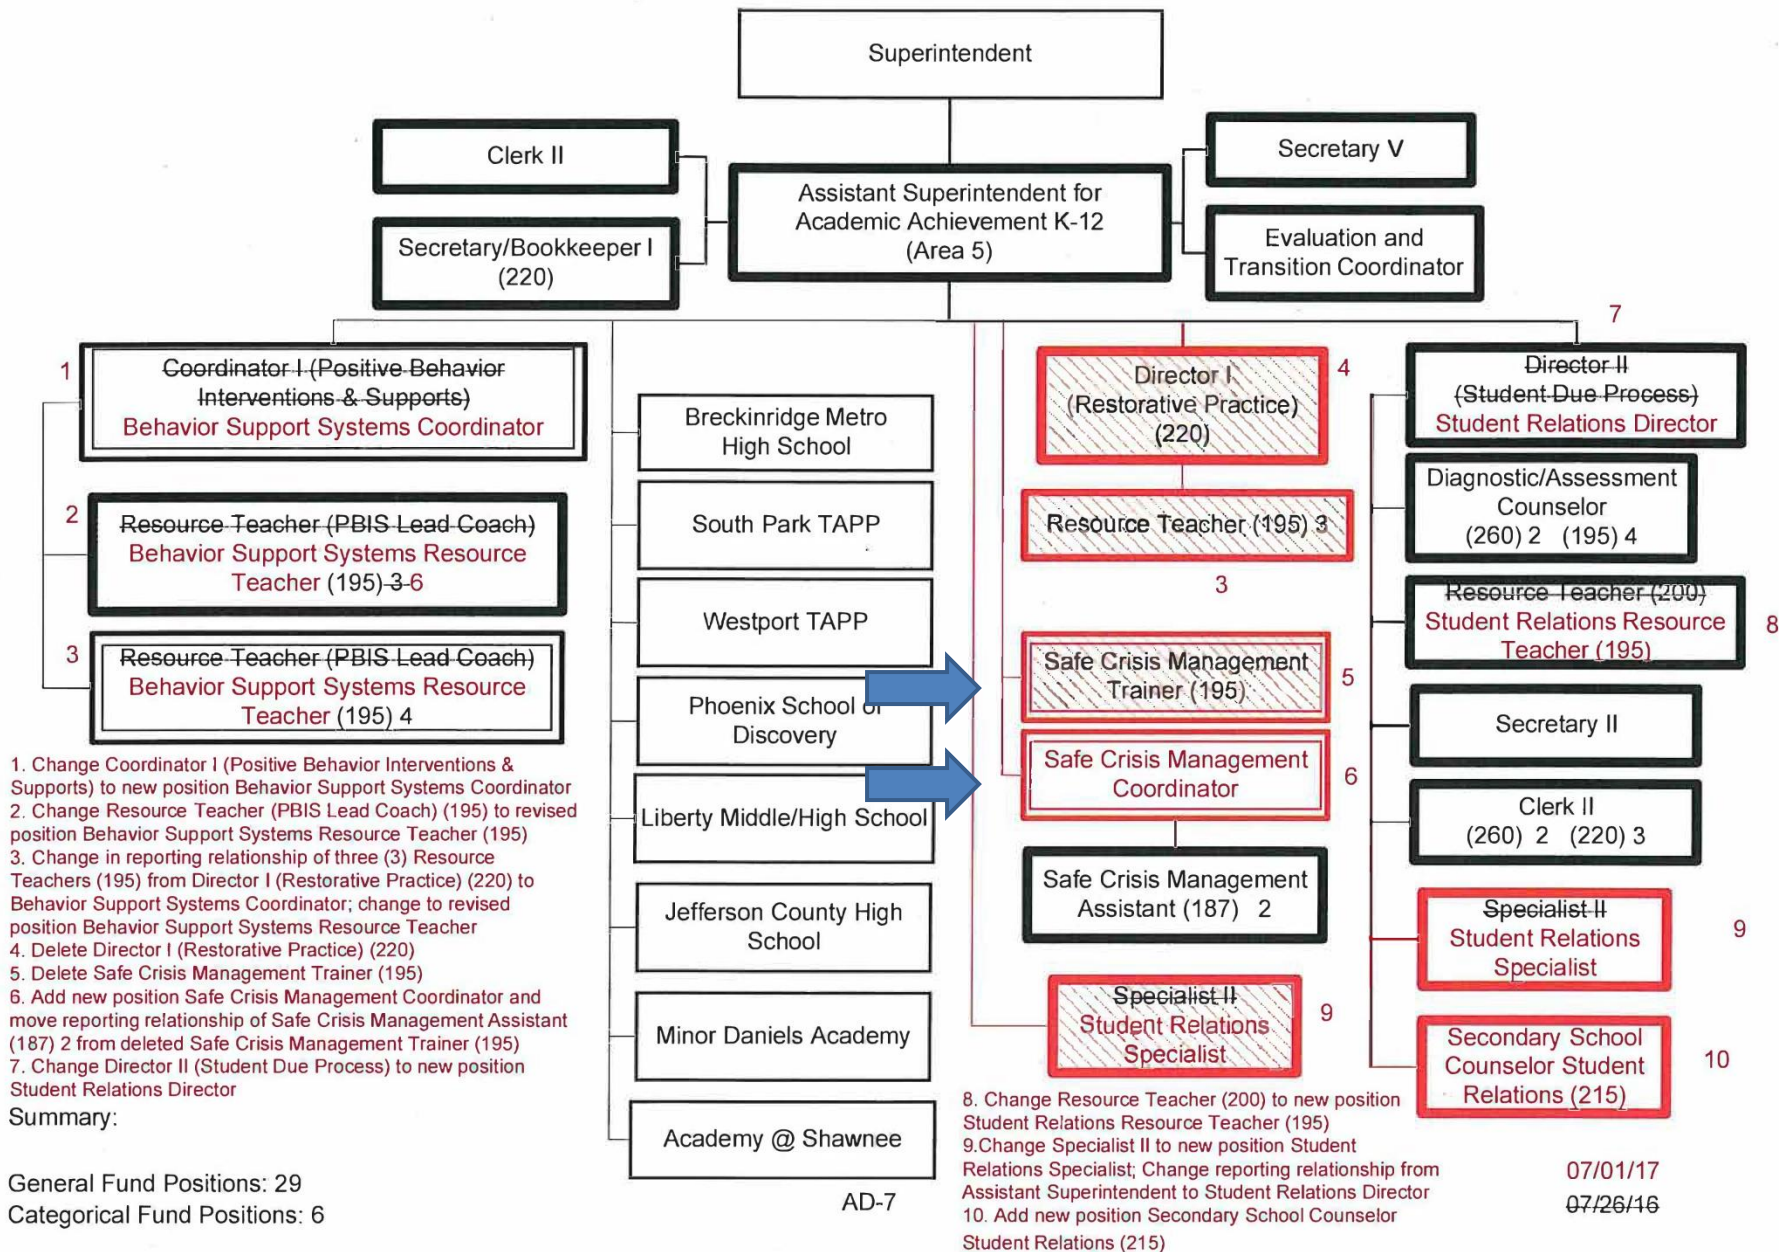 Superintendent
Clerk II
Secretary/Bookkeeper I
(220)
Assistant Superintendent for
Academic Achievement K-12
(Area 5)
Secretary V
Evaluation and
Transition Coordinator
1
Coordinator I (Positive Behavior
Interventions & Supports)
Behavior Support Systems Coordinator
2
Resource Teacher (PBIS Lead Coach)
Behavior Support Systems Resource
Teacher (195) 3 6
3
Resource Teacher (PBIS Lead Coach)
Behavior Support Systems Resource
Teacher (195) 4
Breckinridge Metro
High School
South Park TAPP
Westport TAPP
Phoenix School of
Discovery
Liberty Middle/High School
Jefferson County High
School
Minor Daniels Academy
Academy @ Shawnee
4
Director I
(Restorative Practice)
(220)
Resource Teacher (195) 3
3
Safe Crisis Management
Trainer (195)
5
Safe Crisis Management
Coordinator
6
Safe Crisis Management
Assistant (187) 2
Specialist II
Student Relations
Specialist
9
7
Director II
(Student Due Process)
Student Relations Director
Diagnostic/Assessment
Counselor
(260) 2 (195) 4
Resource Teacher (200)
Student Relations Resource
Teacher (195)
8
Secretary II
Clerk II
(260) 2 (220) 3
Specialist II
Student Relations
Specialist
9
Secondary School
Counselor Student
Relations (215)
10
1. Change Coordinator I (Positive Behavior Interventions &
Supports) to new position Behavior Support Systems Coordinator
2. Change Resource Teacher (PBIS Lead Coach) (195) to revised
position Behavior Support Systems Resource Teacher (195)
3. Change in reporting relationship of three (3) Resource
Teachers (195) from Director I (Restorative Practice) (220) to
Behavior Support Systems Coordinator; change to revised
position Behavior Support Systems Resource Teacher
4. Delete Director I (Restorative Practice) (220)
5. Delete Safe Crisis Management Trainer (195)
6. Add new position Safe Crisis Management Coordinator and
move reporting relationship of Safe Crisis Management Assistant
(187) 2 from deleted Safe Crisis Management Trainer (195)
7. Change Director II (Student Due Process) to new position
Student Relations Director
Summary:
General Fund Positions: 29
Categorical Fund Positions: 6
AD-7
8. Change Resource Teacher (200) to new position
Student Relations Resource Teacher (195)
9.Change Specialist II to new position Student
Relations Specialist; Change reporting relationship from
Assistant Superintendent to Student Relations Director
10. Add new position Secondary School Counselor
Student Relations (215)
07/01/17
07/26/16